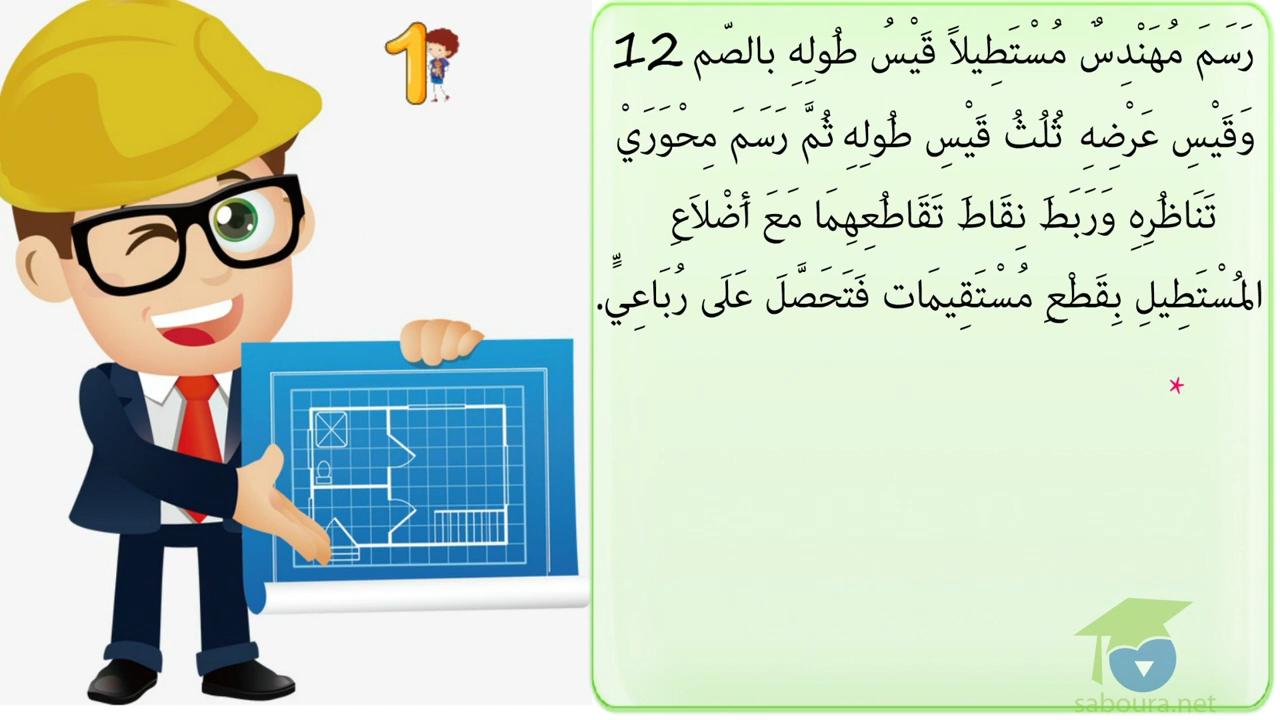 1
رَسَمَ مُهَنْدِسٌ مُسْتَطِيلاً قَيْسُ طُولِهِ بالصّم 12
وَقَيْسِ عَرْضِهِ ثُلُثُ قَيْسِ طُولِهِ ثُمَّ رَسَمَ مِحْوَرَيْ
تَنَاظُرِهِ وَرَبَطَ نِقَاطَ تَقَاطُعِهِمَا مَعَ أَضْلاَعِ
المُسْتَطِيلِ بِقَطْعِ مُسْتَقِيمَات فَتَحَصَّلَ عَلَى رُبَاعِيٍّ.
*
saboura.net